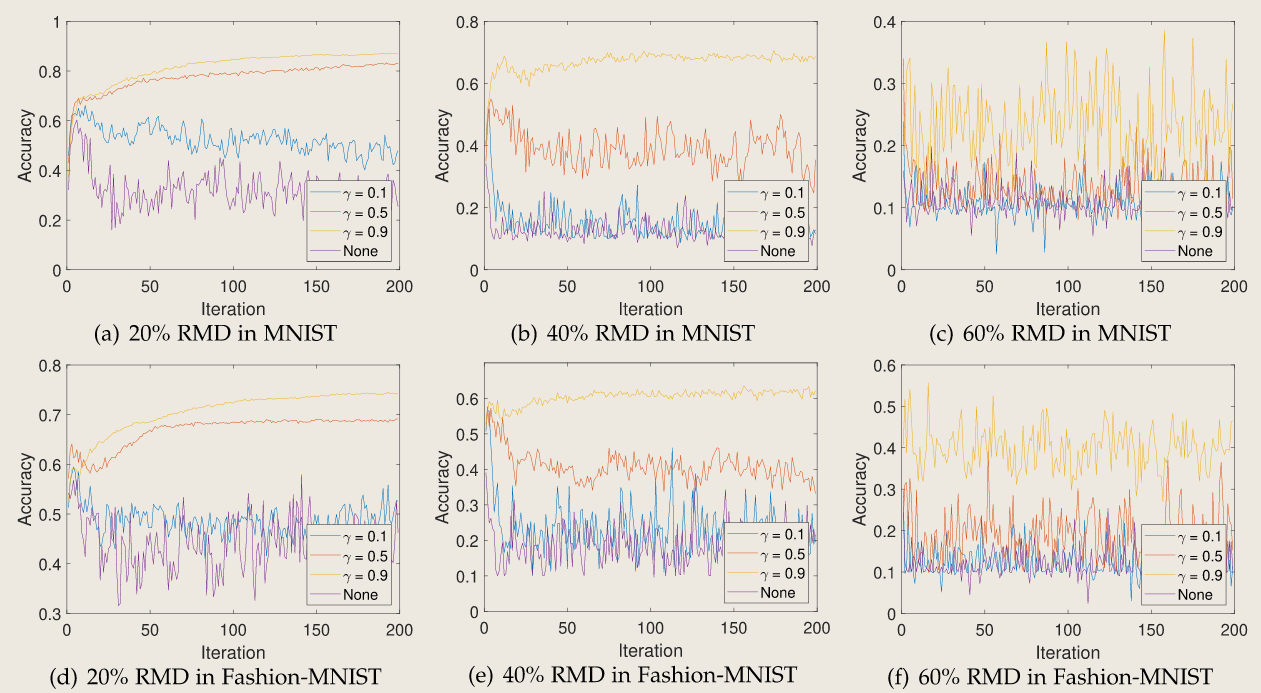 1
0.8
0.6
0.4
0.2
0
Accuracy
γ = 0.1
γ = 0.5
γ = 0.9
None
0 50 100 150 200
Iteration
(a) 20% RMD in MNIST
0.8
0.6
0.4
0.2
0
Accuracy
γ = 0.1
γ = 0.5
γ = 0.9
None
0 50 100 150 200
Iteration
(b) 40% RMD in MNIST
0.4
0.3
0.2
0.1
0
Accuracy
γ = 0.1
γ = 0.5
γ = 0.9
None
0 50 100 150 200
Iteration
(c) 60% RMD in MNIST
0.8
0.7
0.6
0.5
0.4
0.3
Accuracy
γ = 0.1
γ = 0.5
γ = 0.9
None
0 50 100 150 200
Iteration
(d) 20% RMD in Fashion-MNIST
0.6
0.5
0.4
0.3
0.2
0.1
0
Accuracy
γ = 0.1
γ = 0.5
γ = 0.9
None
0 50 100 150 200
Iteration
(e) 40% RMD in Fashion-MNIST
0.6
0.5
0.4
0.3
0.2
0.1
0
Accuracy
γ = 0.1
γ = 0.5
γ = 0.9
None
0 50 100 150 200
Iteration
(f) 60% RMD in Fashion-MNIST